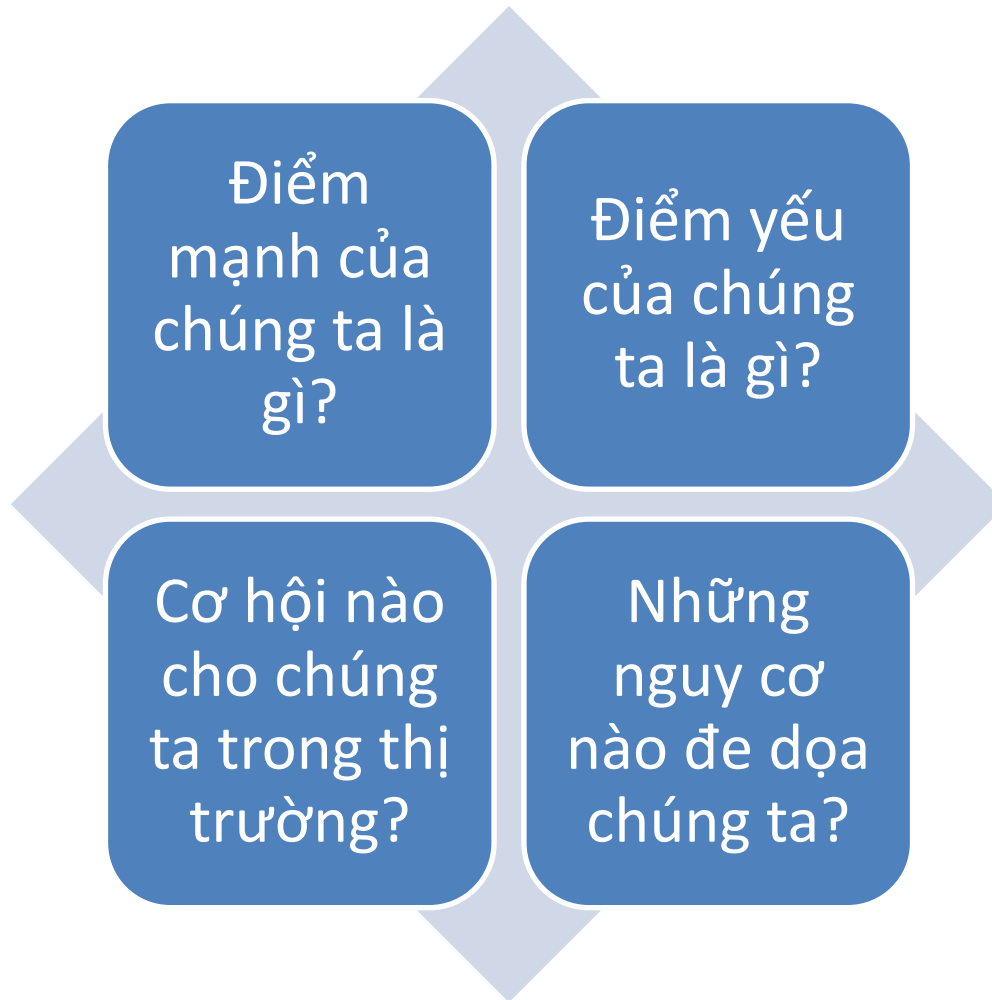 Điểm
mạnh của
chúng ta là
gì?
Điểm yếu
của chúng
ta là gì?
Cơ hội nào
cho chúng
ta trong thị
trường?
Những
nguy cơ
nào đe dọa
chúng ta?